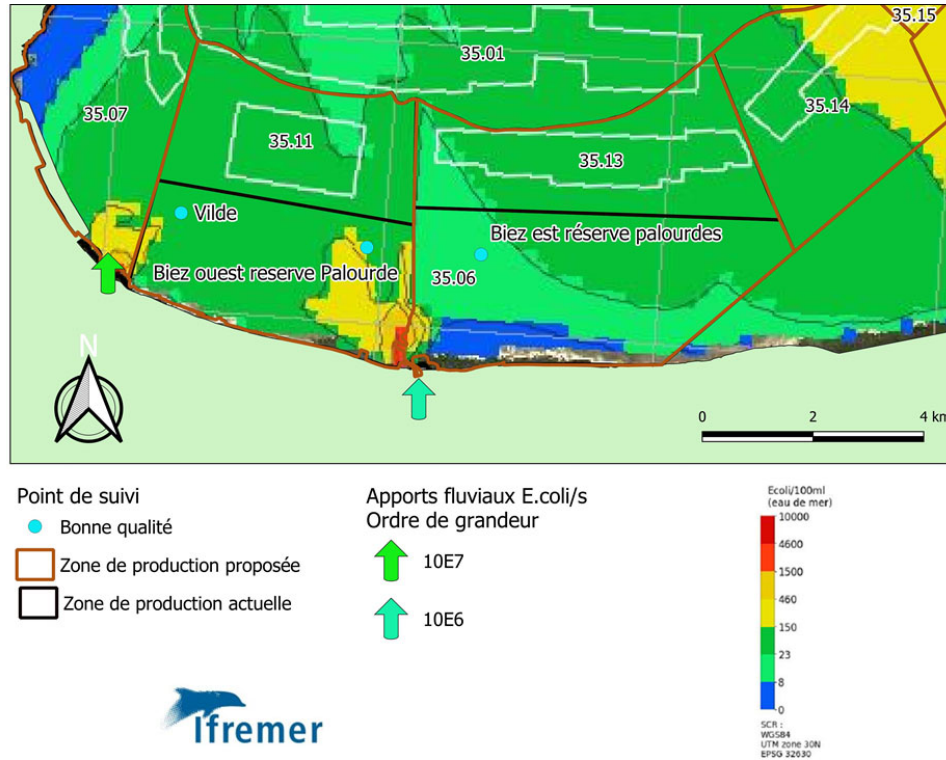 35.15
35.01
35.07
35.14
35.11
35.13
Vilde
Biez est réserve palourdes
Biez ouest reserve Palourde
35.06
N
0 2 4 km
Point de suivi
Bonne qualité
Zone de production proposée
Zone de production actuelle
Apports fluviaux E.coli/s
Ordre de grandeur
10E7
10E6
Ecoli/100ml
(eau de mer)
10000
4600
1500
460
150
23
8
0
SCR :
WGS84
UTM zone 30N
EPSG 32630
Ifremer